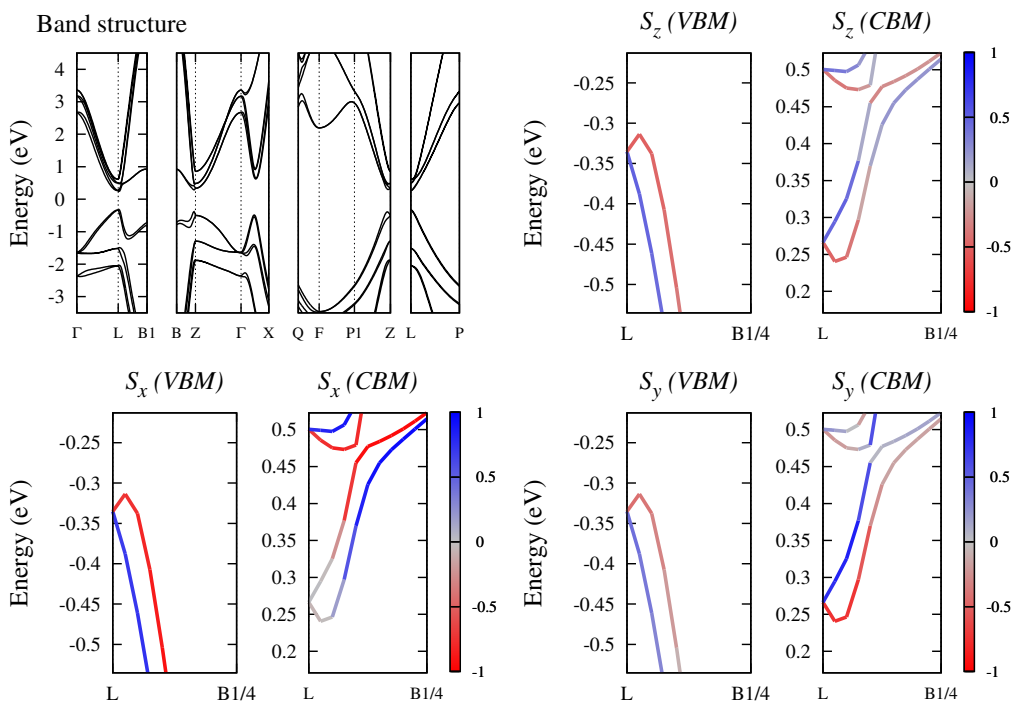 Band structure
Energy (eV)
4
3
2
1
0
-1
-2
-3
Γ L B1
B Z Γ X
Q F P1 Z
L P
S_z (VBM)
Energy (eV)
-0.25
-0.3
-0.35
-0.4
-0.45
-0.5
L B1/4
S_z (CBM)
0.5
0.45
0.4
0.35
0.3
0.25
0.2
L B1/4
1
0.5
0
-0.5
-1
S_x (VBM)
Energy (eV)
-0.25
-0.3
-0.35
-0.4
-0.45
-0.5
L B1/4
S_x (CBM)
0.5
0.45
0.4
0.35
0.3
0.25
0.2
L B1/4
1
0.5
0
-0.5
-1
S_y (VBM)
Energy (eV)
-0.25
-0.3
-0.35
-0.4
-0.45
-0.5
L B1/4
S_y (CBM)
0.5
0.45
0.4
0.35
0.3
0.25
0.2
L B1/4
1
0.5
0
-0.5
-1